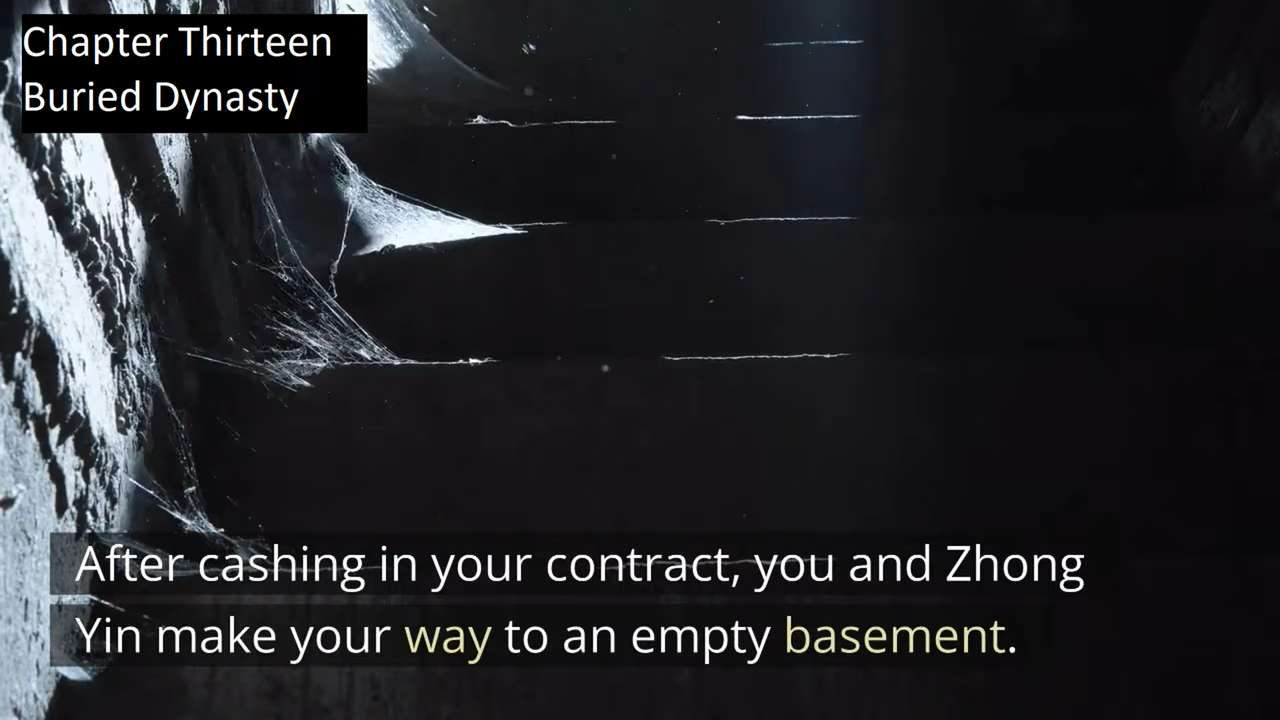 Chapter Thirteen
Buried Dynasty
After cashing in your contract, you and Zhong
Yin make your way to an empty basement.